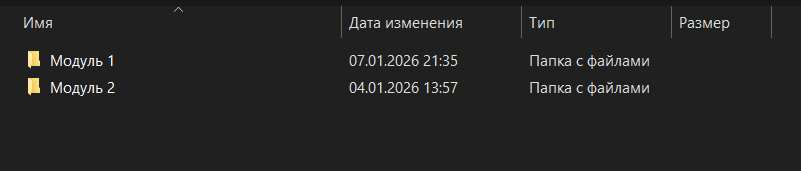 Имя Дата изменения Тип Размер
Модуль 1 07.01.2026 21:35 Папка с файлами
Модуль 2 04.01.2026 13:57 Папка с файлами